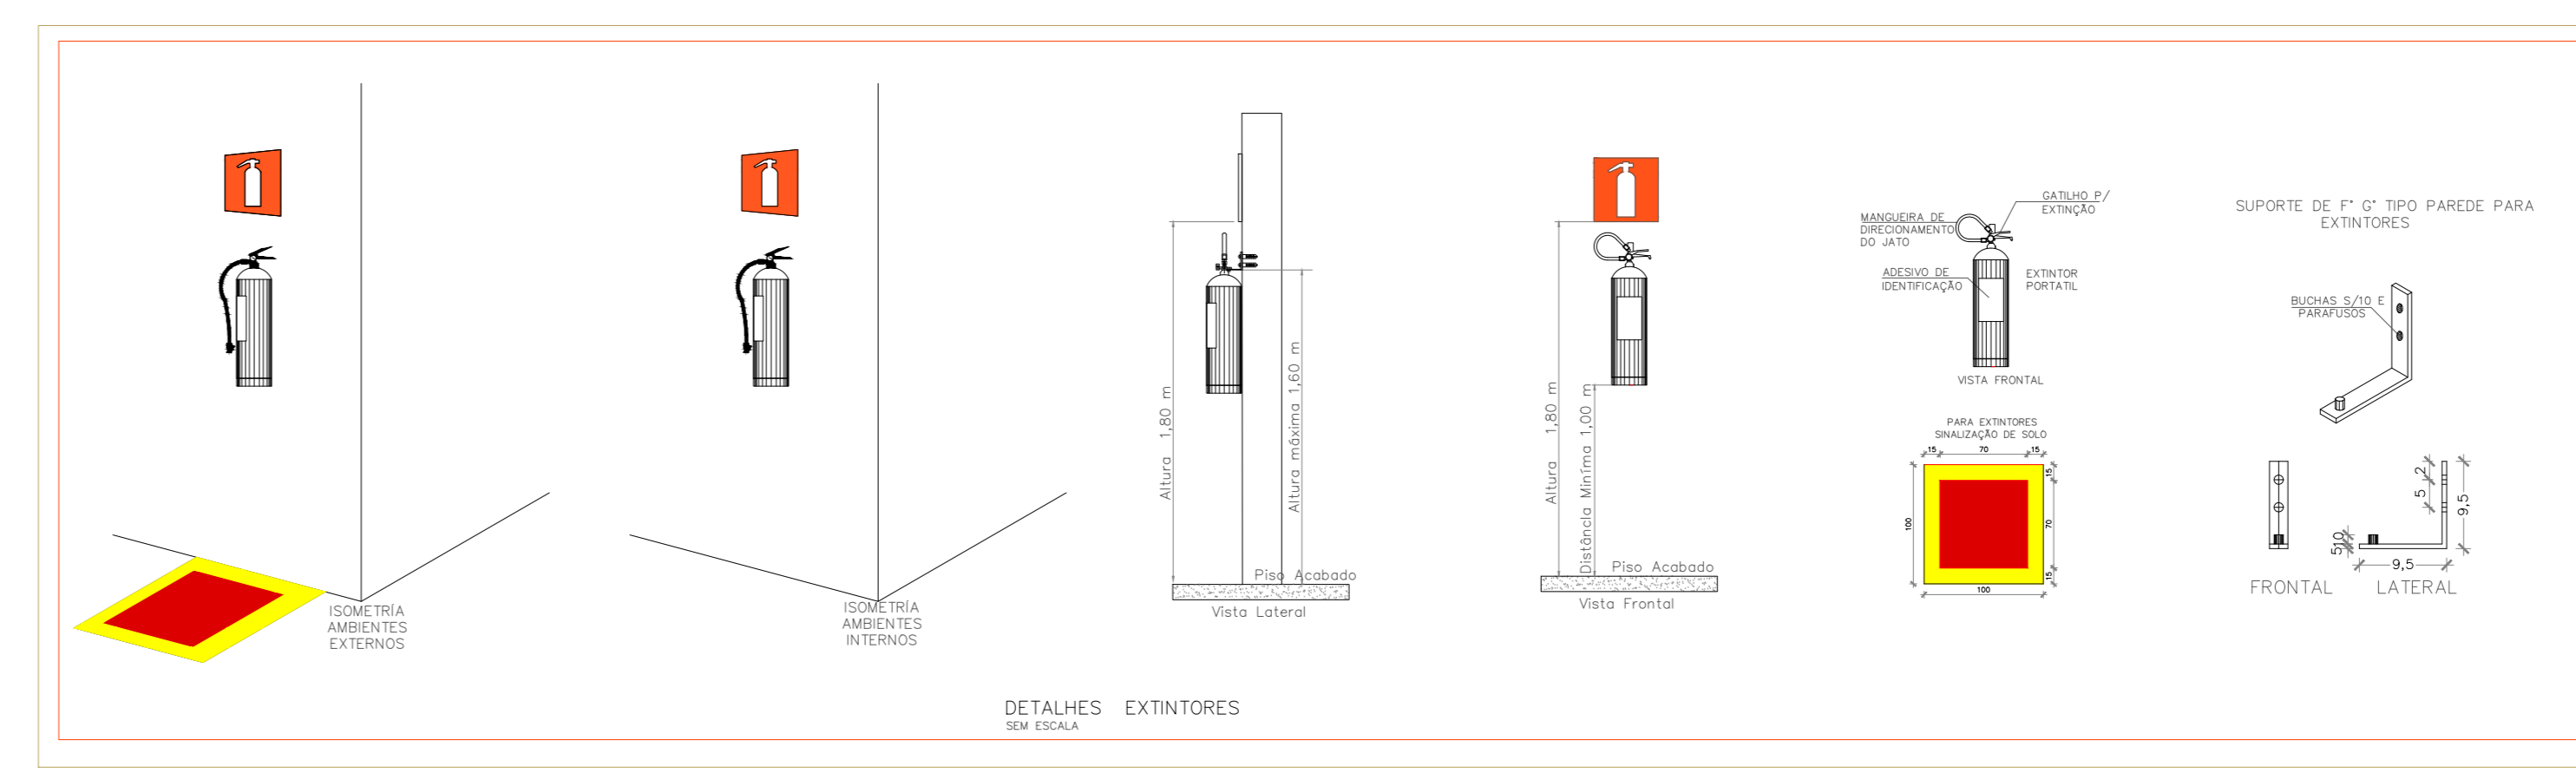 ISOMETRÍA
AMBIENTES
EXTERNOS
ISOMETRÍA
AMBIENTES
INTERNOS
Altura 1,80 m
Altura máxima 1,60 m
Piso Acabado
Vista Lateral
Altura 1,80 m
Distância Miníma 1,00 m
Piso Acabado
Vista Frontal
GATILHO P/
EXTINÇÃO
MANGUEIRA DE
DIRECIONAMENTO
DO JATO
ADESIVO DE
IDENTIFICAÇÃO
EXTINTOR
PORTATIL
VISTA FRONTAL
PARA EXTINTORES
SINALIZAÇÃO DE SOLO
15 70 15
100
15
70
15
100
SUPORTE DE F° G° TIPO PAREDE PARA
EXTINTORES
BUCHAS S/10 E
PARAFUSOS
2
5
9,5
10
5
9,5
FRONTAL LATERAL
DETALHES EXTINTORES
SEM ESCALA